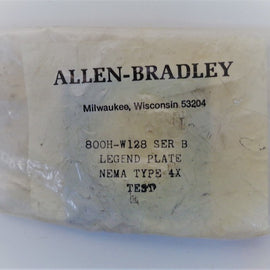 ALLEN-BRADLEY
Milwaukee, Wisconsin 53204
800H-W128 SER B
LEGEND PLATE
NEMA TYPE 4X
TEST